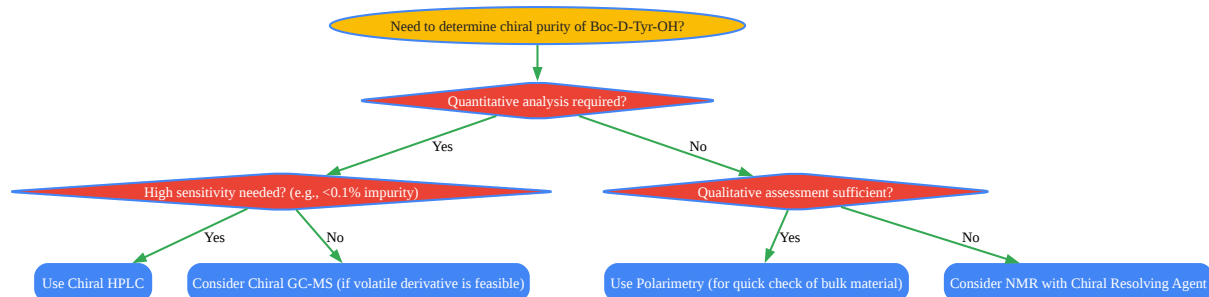 Need to determine chiral purity of Boc-D-Tyr-OH?
Quantitative analysis required?
Yes
No
High sensitivity needed? (e.g., <0.1% impurity)
Qualitative assessment sufficient?
Yes
No
Yes
No
Use Chiral HPLC
Consider Chiral GC-MS (if volatile derivative is feasible)
Use Polarimetry (for quick check of bulk material)
Consider NMR with Chiral Resolving Agent